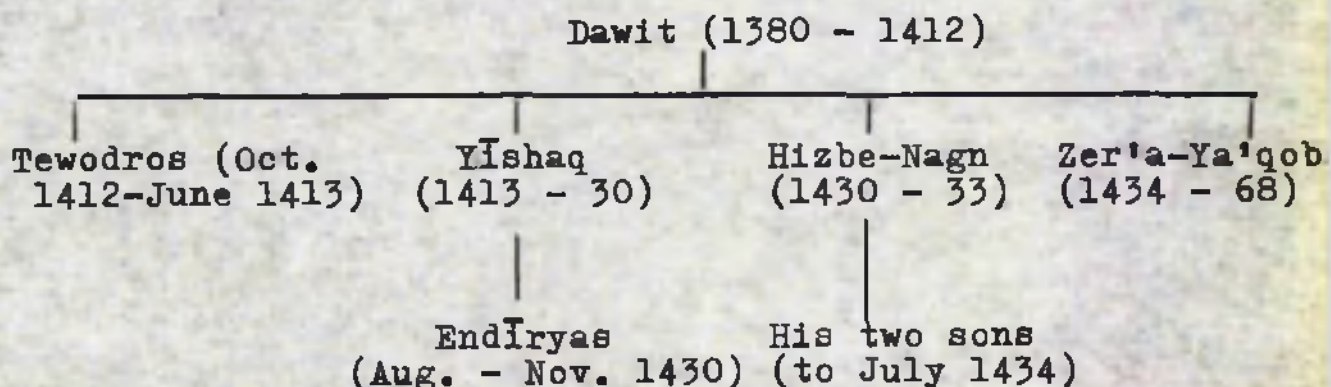 Dawit (1380 - 1412)
Tewodros (Oct. 1412-June 1413)
YĪshaq (1413 - 30)
Hizbe-Nagn (1430 - 33)
Zer'a-Ya'qob (1434 - 68)
EndĪryas (Aug. - Nov. 1430)
His two sons (to July 1434)